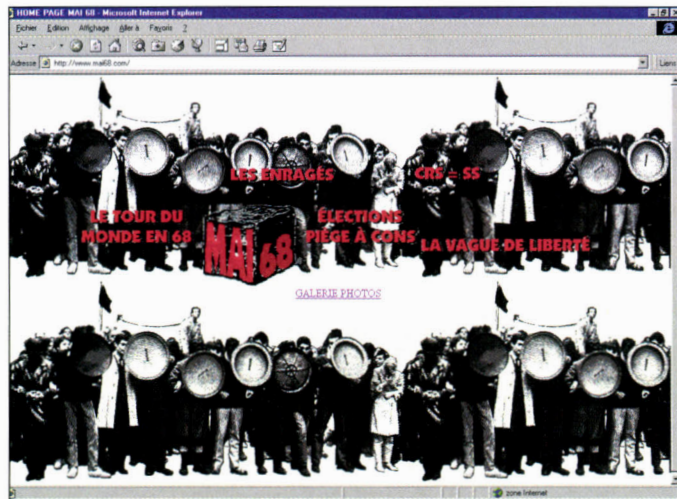 HOME PAGE MAI 68 - Microsoft Internet Explorer
Fichier Edition Affichage Aller à Favoris ?
Adresse http://www.mai68.com/ Liens
LES ENRAGÉS
CRS = SS
LE TOUR DU
MONDE EN 68
MAI 68
ÉLECTIONS
PIÈGE À CONS
LA VAGUE DE LIBERTÉ
GALERIE PHOTOS
zone Internet